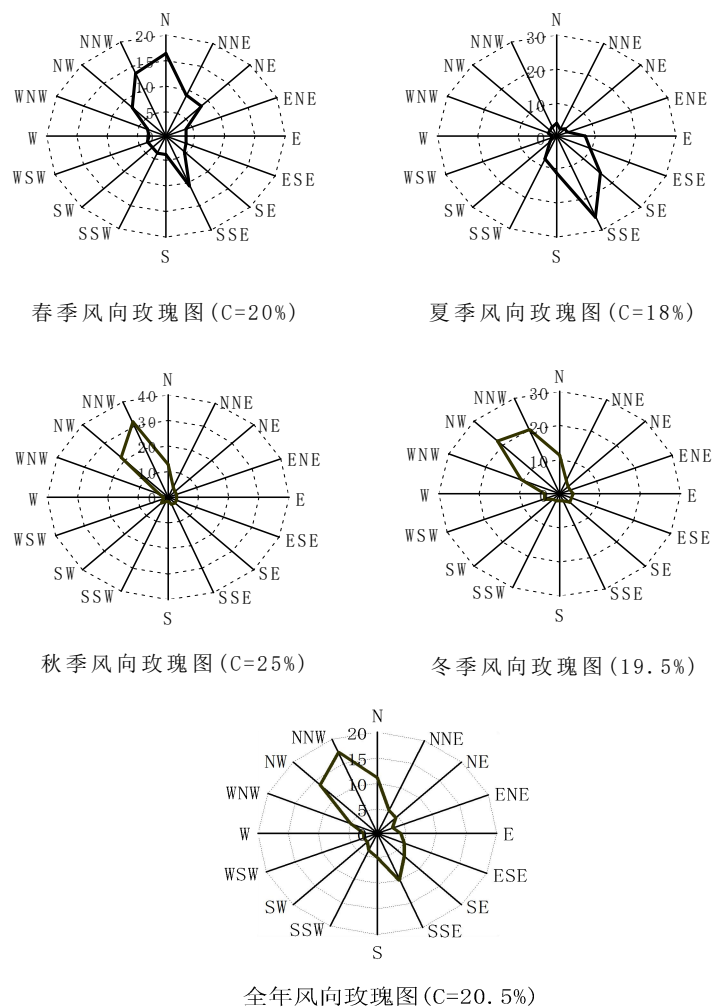 N
NNW 20 NNE
NW 15 NE
WNW 10 ENE
5
W 0 E
WSW ESE
SW SE
SSW SSE
S
春季风向玫瑰图(C=20%)
N
NNW 30 NNE
NW 20 NE
WNW 10 ENE
W 0 E
WSW ESE
SW SE
SSW SSE
S
夏季风向玫瑰图(C=18%)
N
NNW 40 NNE
NW 30 NE
20
WNW 10 ENE
W 0 E
WSW ESE
SW SE
SSW SSE
S
秋季风向玫瑰图(C=25%)
N
NNW 30 NNE
NW 20 NE
WNW 10 ENE
W 0 E
WSW ESE
SW SE
SSW SSE
S
冬季风向玫瑰图(19.5%)
N
NNW 20 NNE
NW 15 NE
WNW 10 ENE
5
W 0 E
WSW ESE
SW SE
SSW SSE
S
全年风向玫瑰图(C=20.5%)